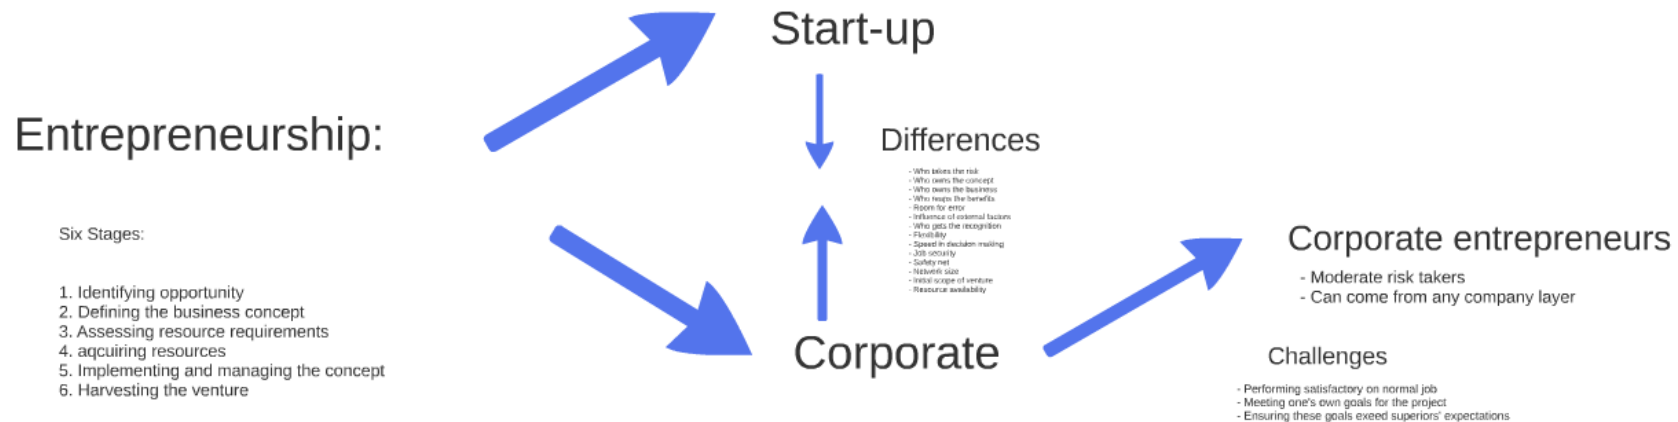 Entrepreneurship:
Six Stages:
1. Identifying opportunity
2. Defining the business concept
3. Assessing resource requirements
4. aqcuiring resources
5. Implementing and managing the concept
6. Harvesting the venture
Start-up
Differences
- Who takes the risk
- Who owns the concept
- Who owns the business
- Who reaps the benefits
- Room for error
- Influence of external factors
- Who gets the recognition
- Flexibility
- Speed in decision making
- Job security
- Safety net
- Network size
- Initial scope of venture
- Resource availability
Corporate
Corporate entrepreneurs
- Moderate risk takers
- Can come from any company layer
Challenges
- Performing satisfactory on normal job
- Meeting one's own goals for the project
- Ensuring these goals exeed superiors' expectations